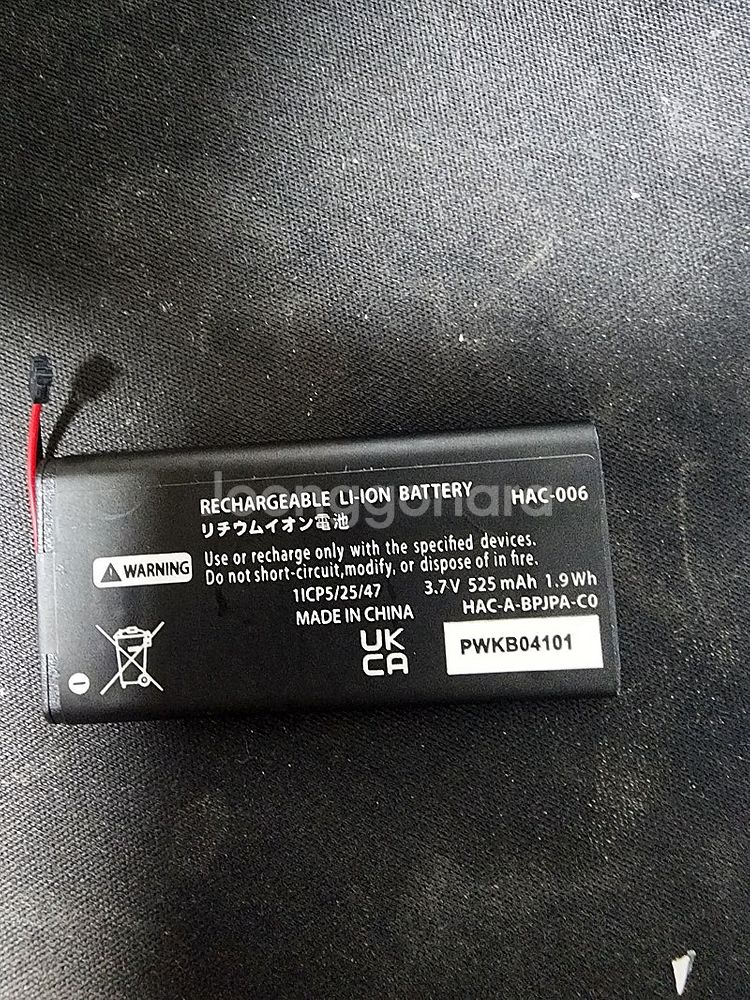 RECHARGEABLE LI-ION BATTERY HAC-006
リチウムイオン電池
WARNING
Use or recharge only with the specified devices.
Do not short-circuit,modify, or dispose of in fire.
1ICP5/25/47 3.7 V 525 mAh 1.9 Wh
MADE IN CHINA HAC-A-BPJPA-C0
UK
CA
PWKB04101
joonggonara